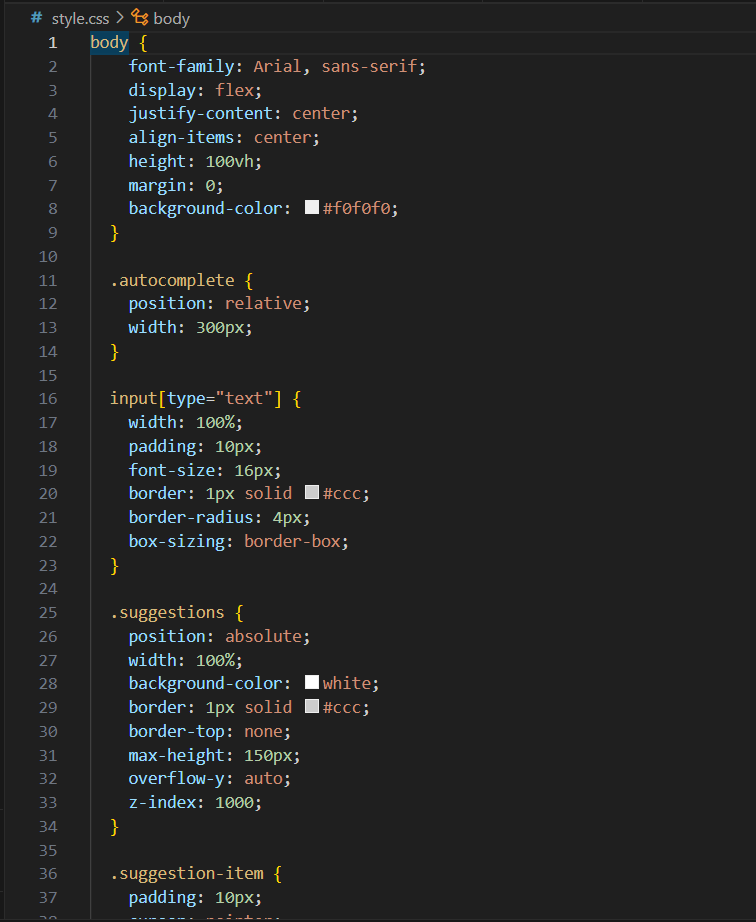 # style.css > body
1 body {
2 font-family: Arial, sans-serif;
3 display: flex;
4 justify-content: center;
5 align-items: center;
6 height: 100vh;
7 margin: 0;
8 background-color: #f0f0f0;
9 }
10
11 .autocomplete {
12 position: relative;
13 width: 300px;
14 }
15
16 input[type="text"] {
17 width: 100%;
18 padding: 10px;
19 font-size: 16px;
20 border: 1px solid #ccc;
21 border-radius: 4px;
22 box-sizing: border-box;
23 }
24
25 .suggestions {
26 position: absolute;
27 width: 100%;
28 background-color: white;
29 border: 1px solid #ccc;
30 border-top: none;
31 max-height: 150px;
32 overflow-y: auto;
33 z-index: 1000;
34 }
35
36 .suggestion-item {
37 padding: 10px;